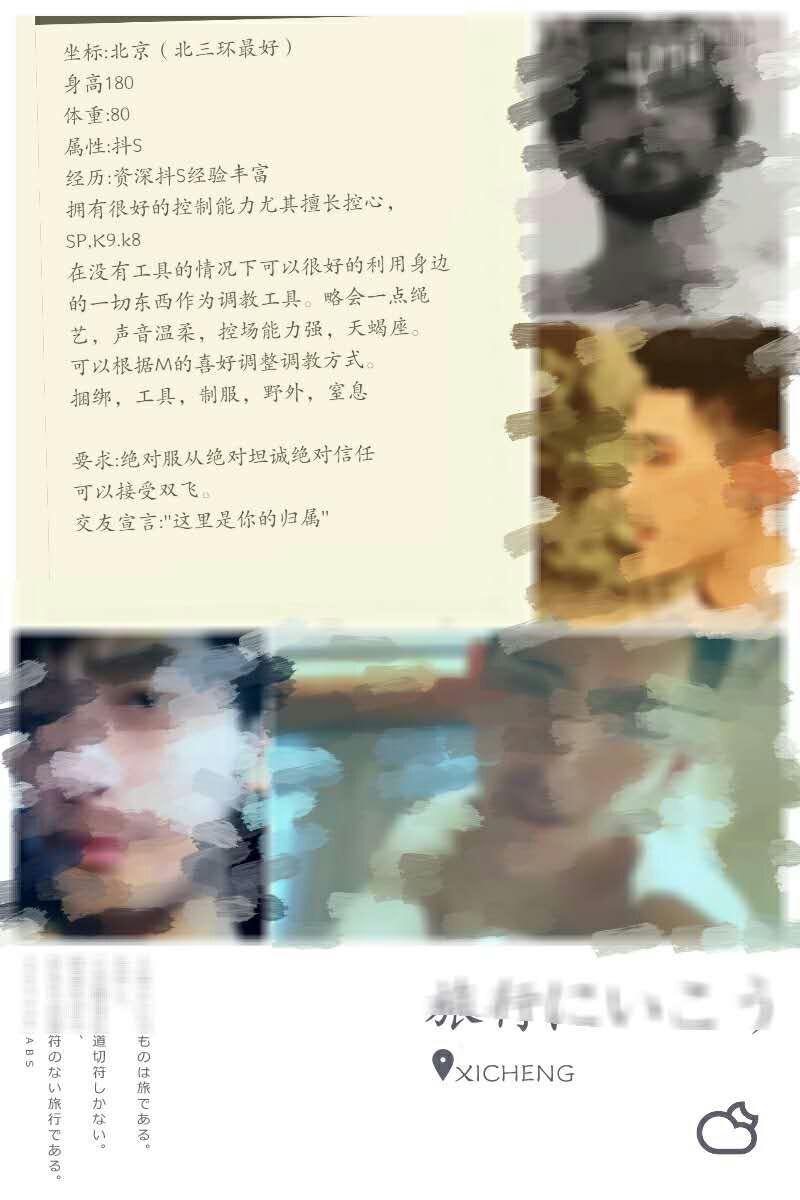 坐标:北京（北三环最好）
身高180
体重:80
属性:抖S
经历:资深抖S经验丰富
拥有很好的控制能力尤其擅长控心，
SP,K9.k8
在没有工具的情况下可以很好的利用身边
的一切东西作为调教工具。略会一点绳
艺，声音温柔，控场能力强，天蝎座。
可以根据M的喜好调整调教方式。
捆绑，工具，制服，野外，窒息
要求:绝对服从绝对坦诚绝对信任
可以接受双飞。
交友宣言:"这里是你的归属"
旅行にいこう
XICHENG
ものは旅である。
道切符しかない。
、
符のない旅行である。
ABS